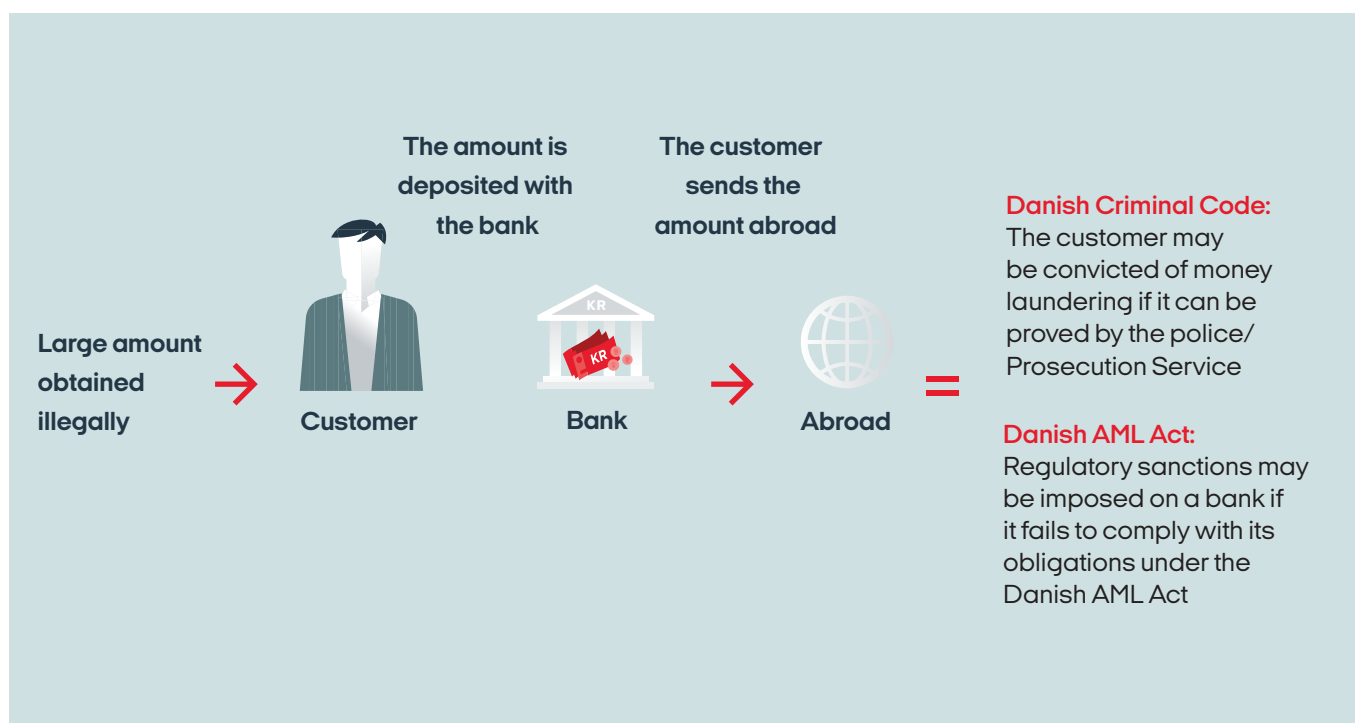 The amount is
deposited with
the bank
The customer
sends the
amount abroad
Large amount
obtained
illegally
Customer
KR
KR
Bank
Abroad
Danish Criminal Code:
The customer may
be convicted of money
laundering if it can be
proved by the police/
Prosecution Service
Danish AML Act:
Regulatory sanctions may
be imposed on a bank if
it fails to comply with its
obligations under the
Danish AML Act